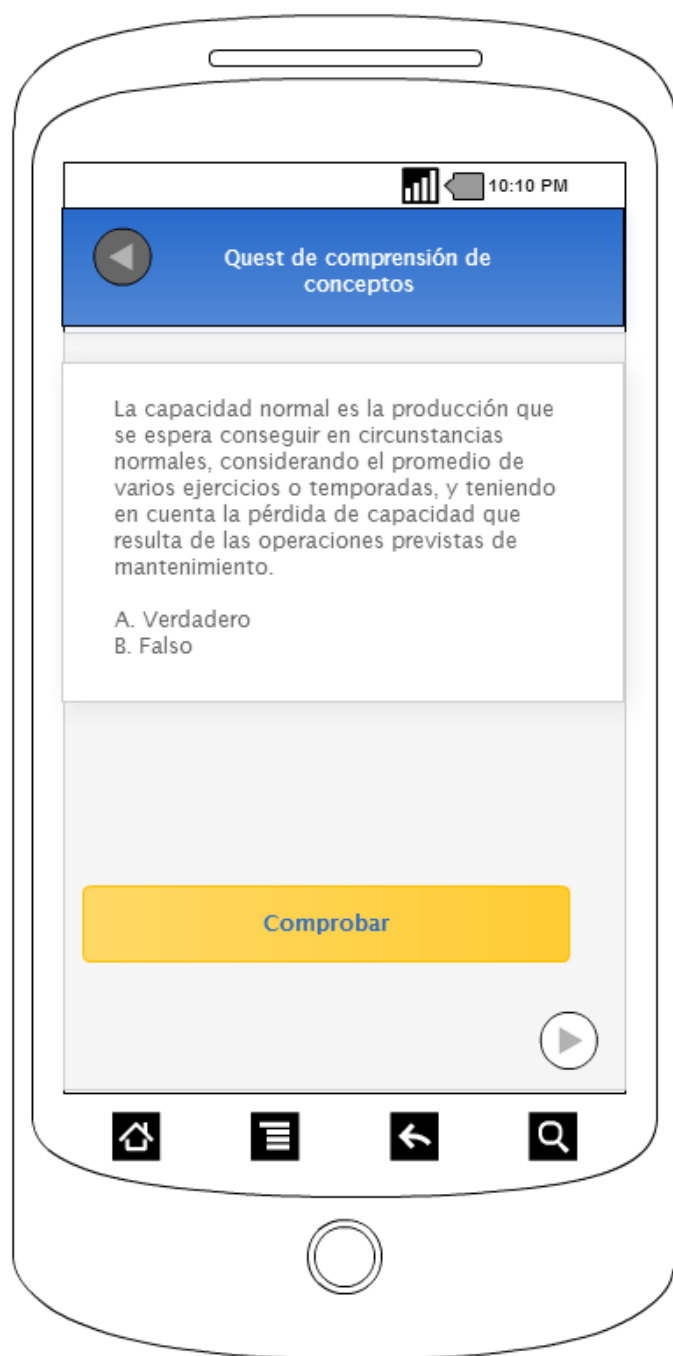 10:10 PM
Quest de comprensión de
conceptos
La capacidad normal es la producción que
se espera conseguir en circunstancias
normales, considerando el promedio de
varios ejercicios o temporadas, y teniendo
en cuenta la pérdida de capacidad que
resulta de las operaciones previstas de
mantenimiento.
A. Verdadero
B. Falso
Comprobar